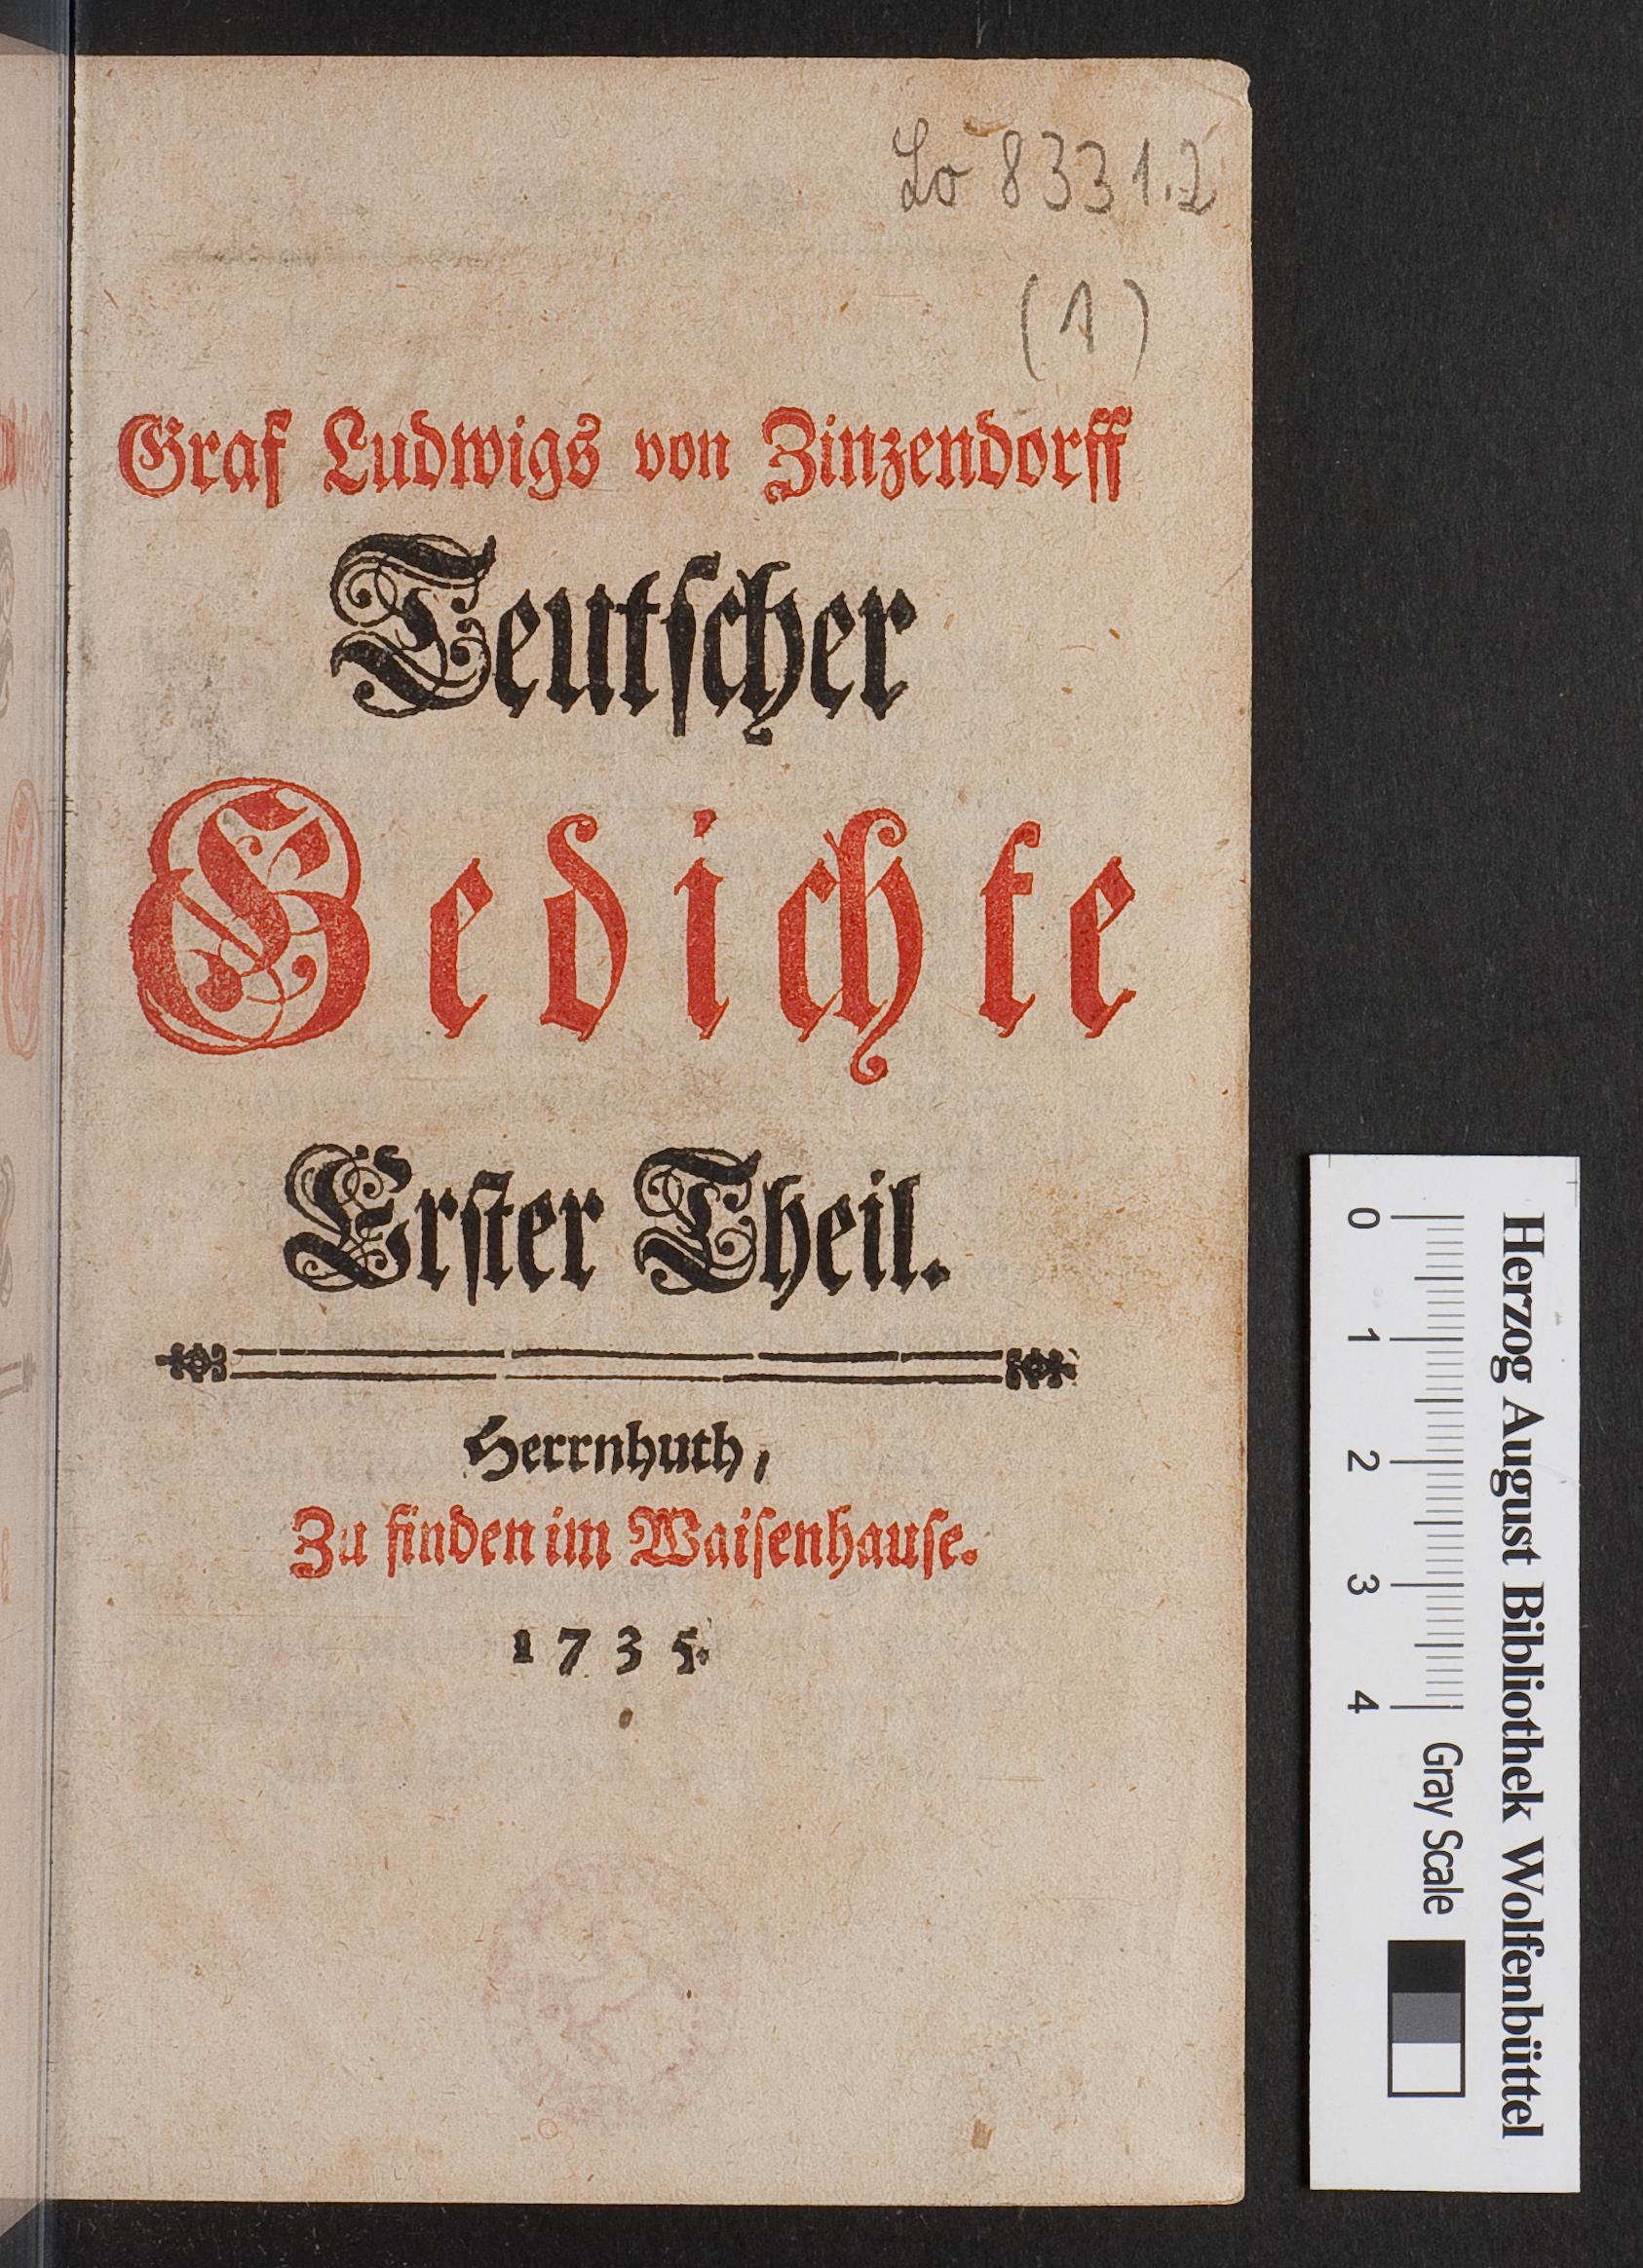 Lo 8331.2
(1)
Graf Ludwigs von Zinzendorff
Teutſcher
Gedichte
Erſter Theil.
Herrnhuth,
Zu finden im Waiſenhauſe.
1735.
Herzog August Bibliothek Wolfenbüttel
0 1 2 3 4 Gray Scale